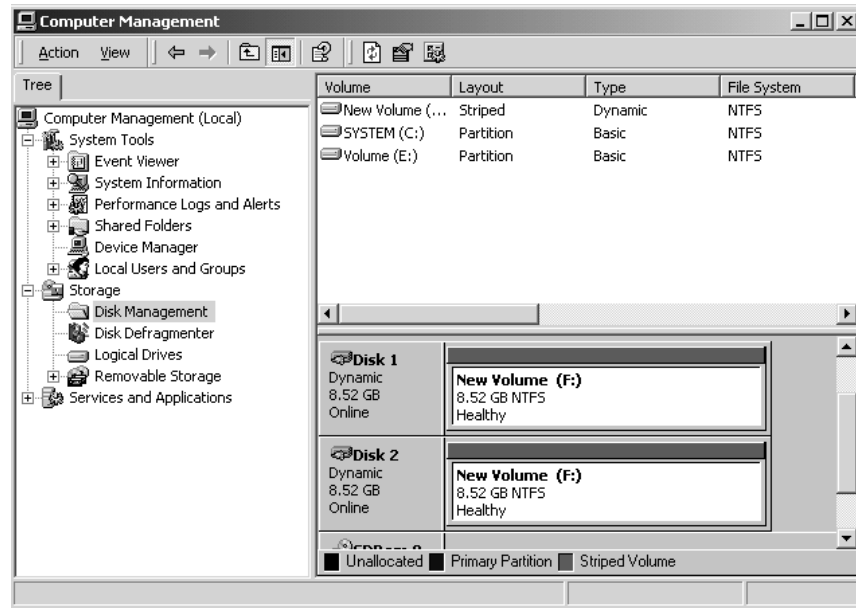 Computer Management
Action View
Tree
Computer Management (Local)
System Tools
Event Viewer
System Information
Performance Logs and Alerts
Shared Folders
Device Manager
Local Users and Groups
Storage
Disk Management
Disk Defragmenter
Logical Drives
Removable Storage
Services and Applications
Volume Layout Type File System
New Volume (... Striped Dynamic NTFS
SYSTEM (C:) Partition Basic NTFS
Volume (E:) Partition Basic NTFS
Disk 1
Dynamic
8.52 GB
Online
New Volume (F:)
8.52 GB NTFS
Healthy
Disk 2
Dynamic
8.52 GB
Online
New Volume (F:)
8.52 GB NTFS
Healthy
Unallocated Primary Partition Striped Volume